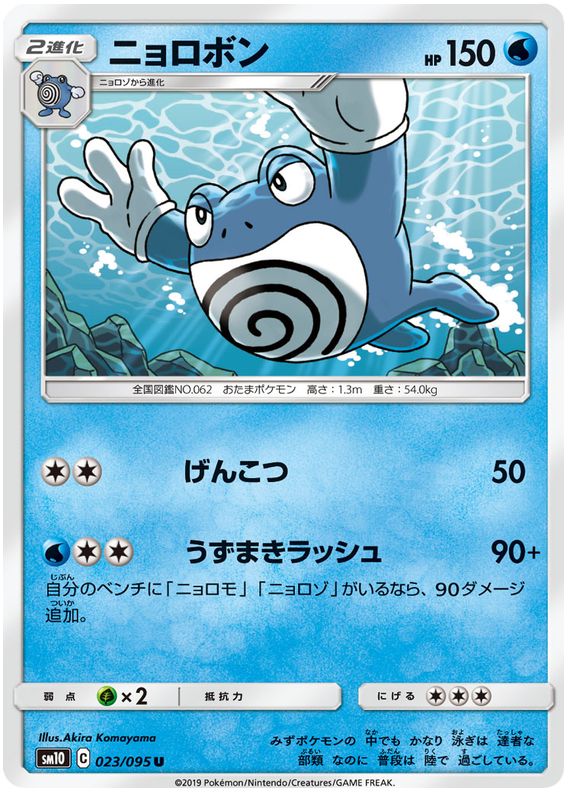 2進化
ニョロボン
HP150
ニョロゾから進化
全国図鑑NO.062 おたまポケモン 高さ:1.3m 重さ:54.0kg
げんこつ 50
うずまきラッシュ 90+
自分のベンチに「ニョロモ」「ニョロゾ」がいるなら、90ダメージ
追加。
弱点 ×2 抵抗力 にげる
Illus.Akira Komayama
sm10 C 023/095 U
みずポケモンの 中でも かなり 泳ぎは 達者な
部類 なのに 普段は 陸で 過ごしている。
©2019 Pokémon/Nintendo/Creatures/GAME FREAK.